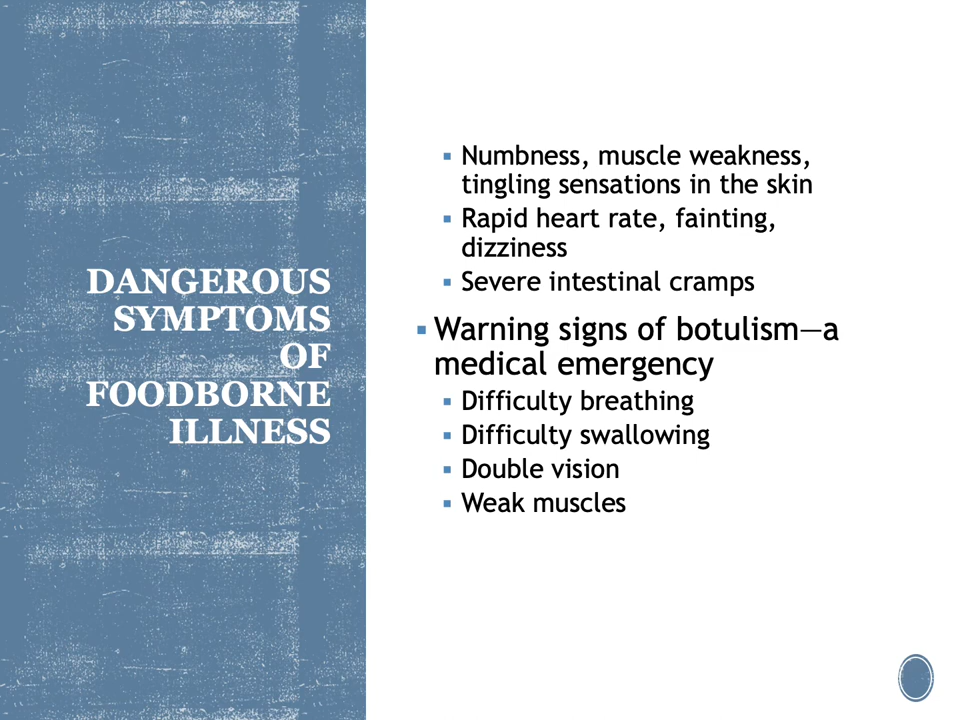 DANGEROUS
SYMPTOMS
OF
FOODBORNE
ILLNESS
▪ Numbness, muscle weakness,
tingling sensations in the skin
▪ Rapid heart rate, fainting,
dizziness
▪ Severe intestinal cramps
▪ Warning signs of botulism—a
medical emergency
▪ Difficulty breathing
▪ Difficulty swallowing
▪ Double vision
▪ Weak muscles